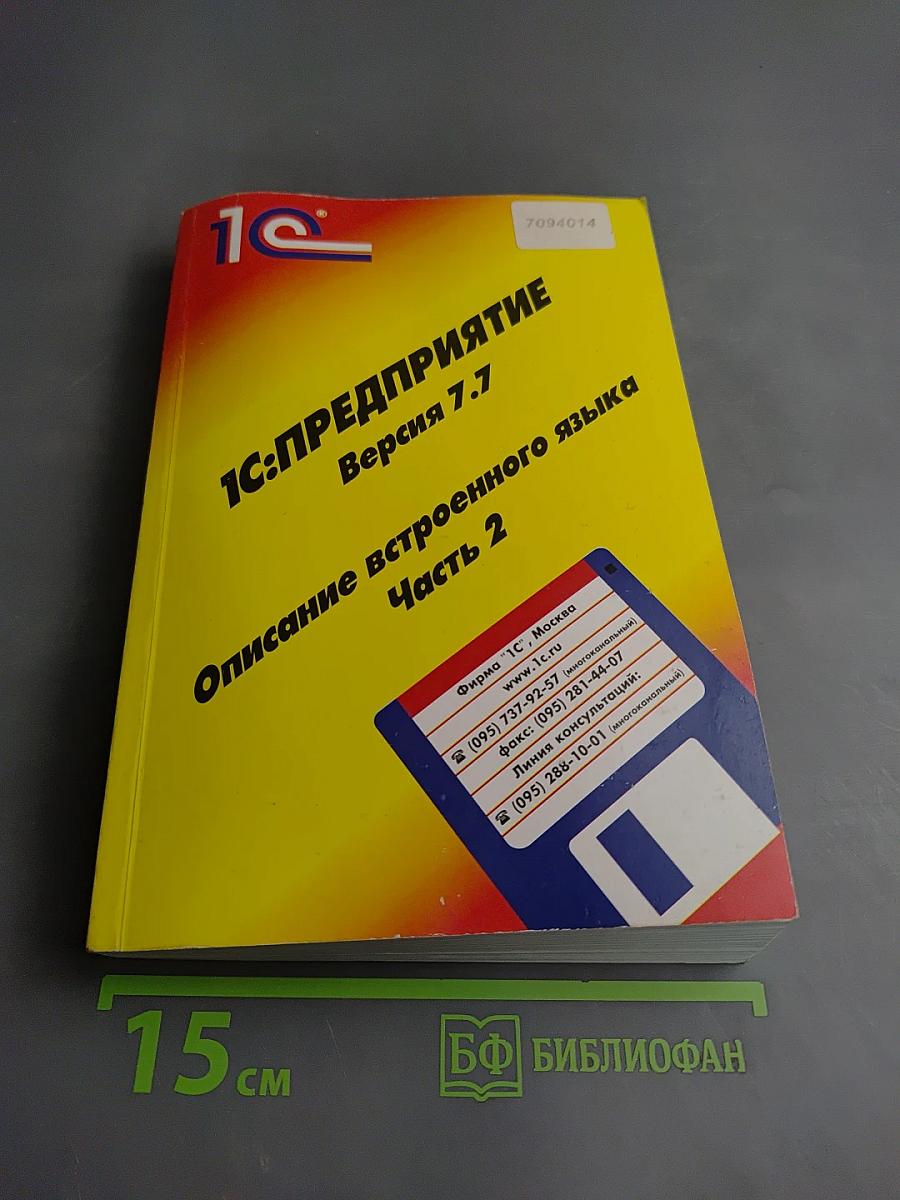 1С®
7094014
1С:ПРЕДПРИЯТИЕ
Версия 7.7
Описание встроенного языка
Часть 2
Фирма "1С", Москва
www.1c.ru
☎ (095) 737-92-57 (многоканальный)
факс: (095) 281-44-07
Линия консультаций:
☎ (095) 288-10-01 (многоканальный)
15 см
БФ БИБЛИОФАН